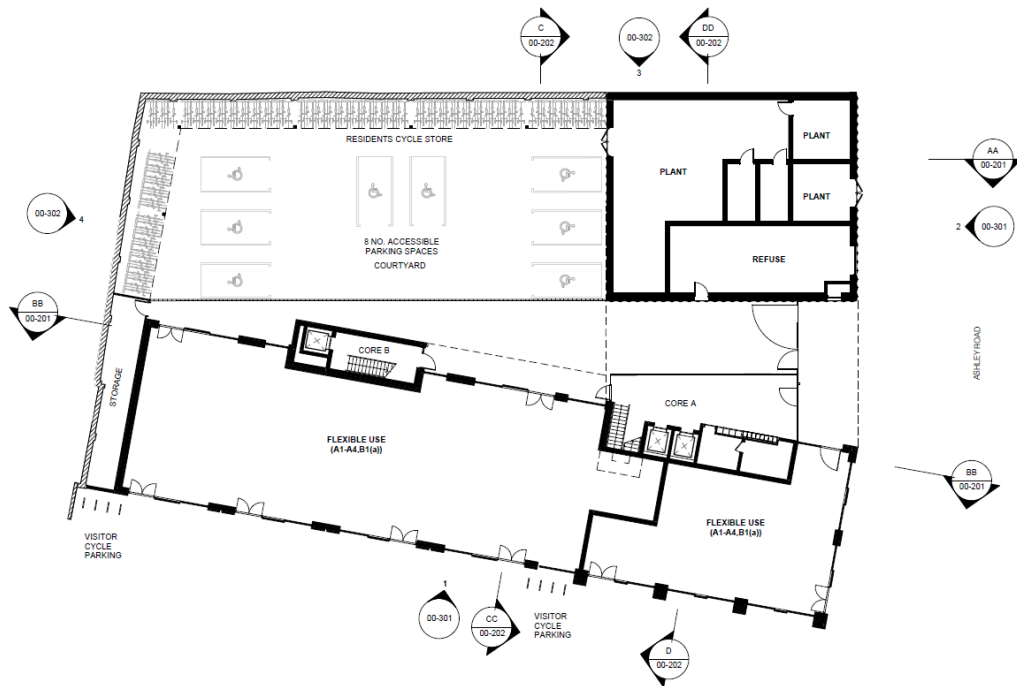 C
00-202
00-302
3
DD
00-202
RESIDENTS CYCLE STORE
PLANT
PLANT
PLANT
AA
00-201
00-302
4
2
00-301
8 NO. ACCESSIBLE
PARKING SPACES
COURTYARD
REFUSE
BB
00-201
CORE B
STORAGE
ASHLEY ROAD
CORE A
FLEXIBLE USE
(A1-A4,B1(a))
BB
00-201
FLEXIBLE USE
(A1-A4,B1(a))
VISITOR
CYCLE
PARKING
1
00-301
CC
00-202
VISITOR
CYCLE
PARKING
D
00-202